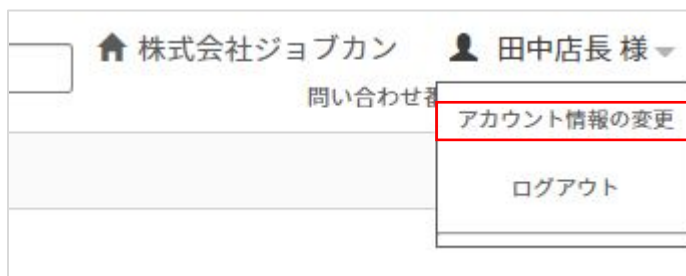 株式会社ジョブカン 田中店長 様
問い合わせ
アカウント情報の変更
ログアウト